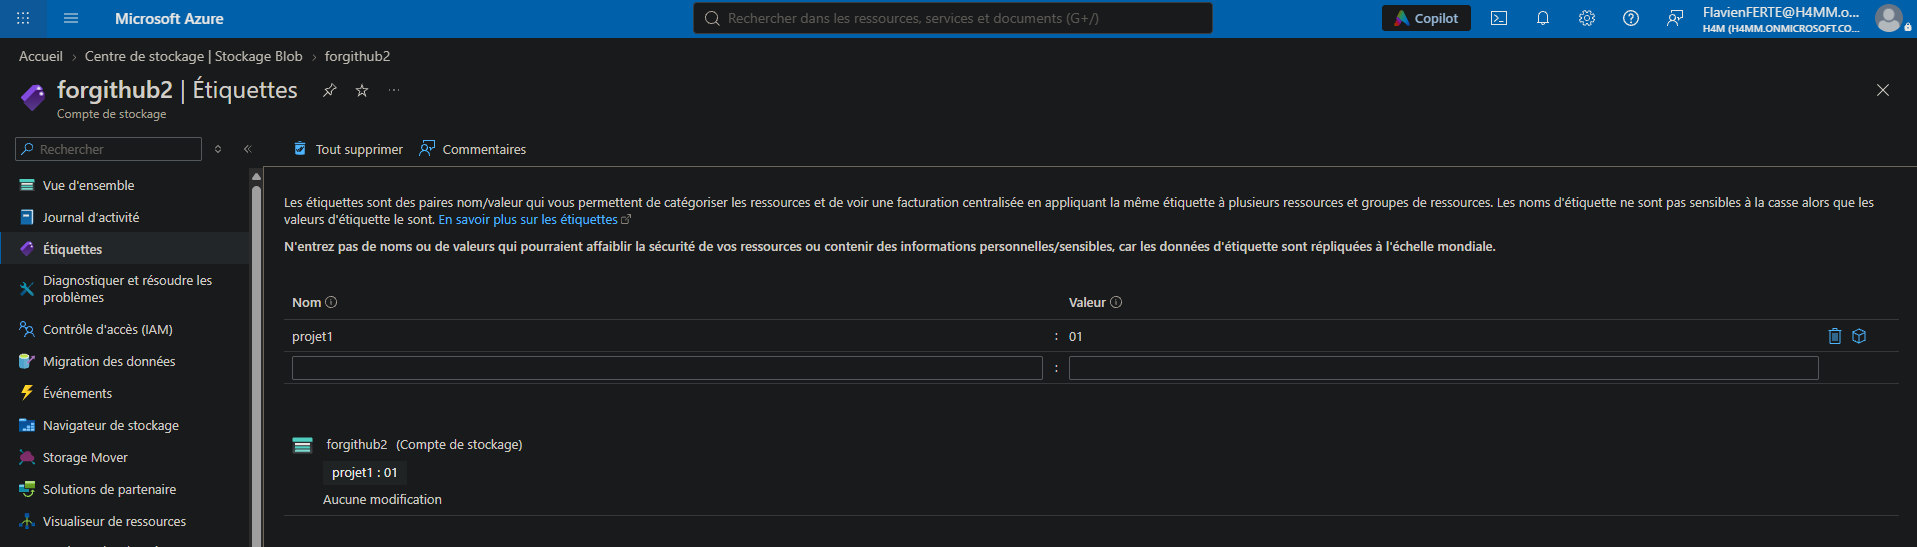 Microsoft Azure
Rechercher dans les ressources, services et documents (G+/)
Copilot
FlavienFERTE@H4MM.o...
H4M (H4MM.ONMICROSOFT.CO...
Accueil > Centre de stockage | Stockage Blob > forgithub2
forgithub2 | Étiquettes
Compte de stockage
Rechercher
Tout supprimer
Commentaires
Vue d'ensemble
Journal d'activité
Étiquettes
Diagnostiquer et résoudre les
problèmes
Contrôle d'accès (IAM)
Migration des données
Événements
Navigateur de stockage
Storage Mover
Solutions de partenaire
Visualiseur de ressources
Les étiquettes sont des paires nom/valeur qui vous permettent de catégoriser les ressources et de voir une facturation centralisée en appliquant la même étiquette à plusieurs ressources et groupes de ressources. Les noms d'étiquette ne sont pas sensibles à la casse alors que les
valeurs d'étiquette le sont. En savoir plus sur les étiquettes
N'entrez pas de noms ou de valeurs qui pourraient affaiblir la sécurité de vos ressources ou contenir des informations personnelles/sensibles, car les données d'étiquette sont répliquées à l'échelle mondiale.
Nom
Valeur
projet1 : 01
:
forgithub2 (Compte de stockage)
projet1 : 01
Aucune modification